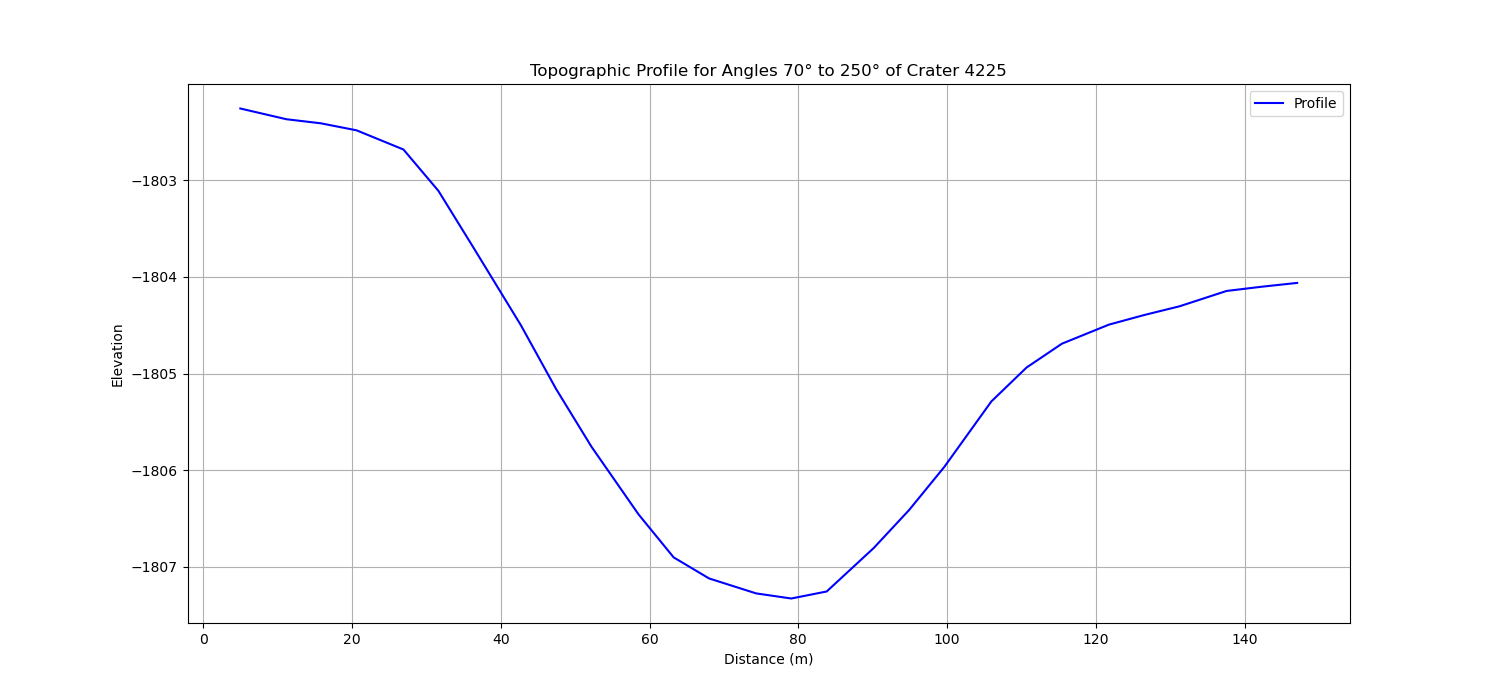 Topographic Profile for Angles 70° to 250° of Crater 4225
Profile
−1803
−1804
−1805
−1806
−1807
Elevation
0 20 40 60 80 100 120 140
Distance (m)